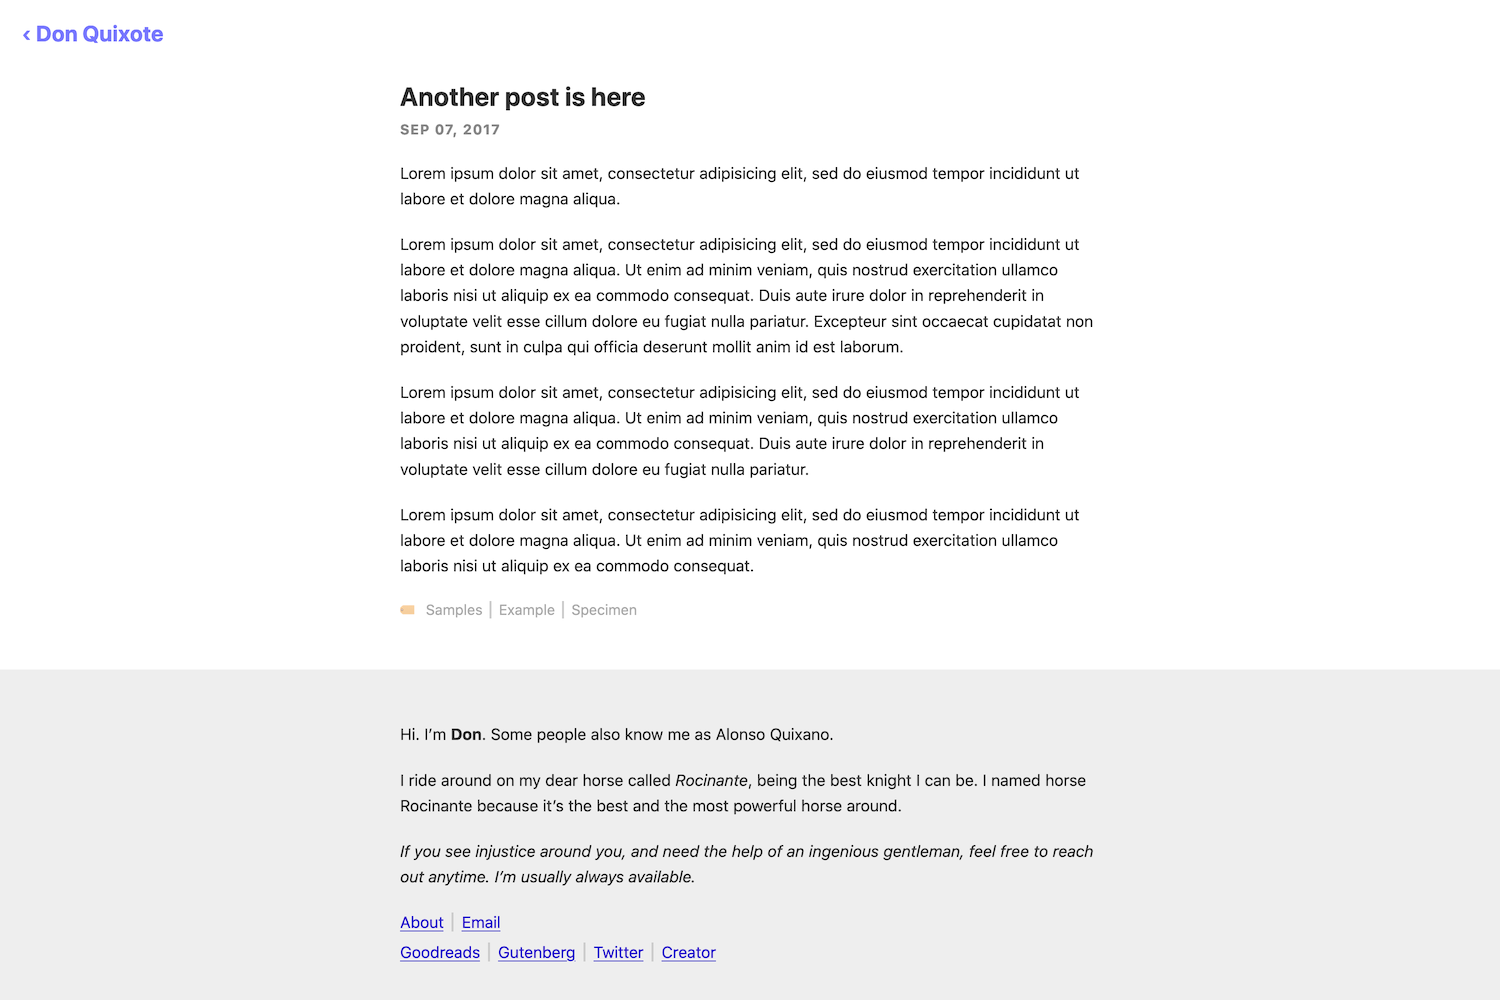 ‹ Don Quixote
Another post is here
SEP 07, 2017
Lorem ipsum dolor sit amet, consectetur adipisicing elit, sed do eiusmod tempor incididunt ut
labore et dolore magna aliqua.
Lorem ipsum dolor sit amet, consectetur adipisicing elit, sed do eiusmod tempor incididunt ut
labore et dolore magna aliqua. Ut enim ad minim veniam, quis nostrud exercitation ullamco
laboris nisi ut aliquip ex ea commodo consequat. Duis aute irure dolor in reprehenderit in
voluptate velit esse cillum dolore eu fugiat nulla pariatur. Excepteur sint occaecat cupidatat non
proident, sunt in culpa qui officia deserunt mollit anim id est laborum.
Lorem ipsum dolor sit amet, consectetur adipisicing elit, sed do eiusmod tempor incididunt ut
labore et dolore magna aliqua. Ut enim ad minim veniam, quis nostrud exercitation ullamco
laboris nisi ut aliquip ex ea commodo consequat. Duis aute irure dolor in reprehenderit in
voluptate velit esse cillum dolore eu fugiat nulla pariatur.
Lorem ipsum dolor sit amet, consectetur adipisicing elit, sed do eiusmod tempor incididunt ut
labore et dolore magna aliqua. Ut enim ad minim veniam, quis nostrud exercitation ullamco
laboris nisi ut aliquip ex ea commodo consequat.
Samples | Example | Specimen
Hi. I’m Don. Some people also know me as Alonso Quixano.
I ride around on my dear horse called Rocinante, being the best knight I can be. I named horse
Rocinante because it’s the best and the most powerful horse around.
If you see injustice around you, and need the help of an ingenious gentleman, feel free to reach
out anytime. I’m usually always available.
About | Email
Goodreads | Gutenberg | Twitter | Creator